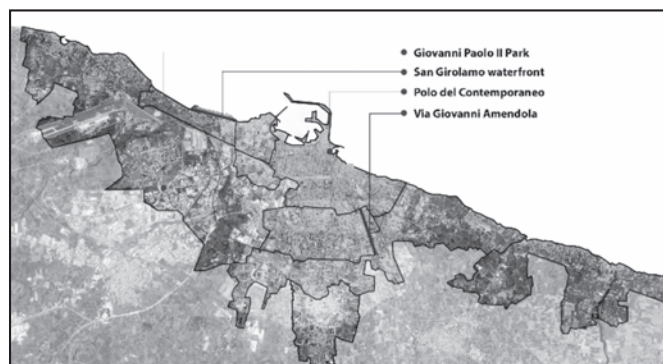 Giovanni Paolo II Park
San Girolamo waterfront
Polo del Contemporaneo
Via Giovanni Amendola